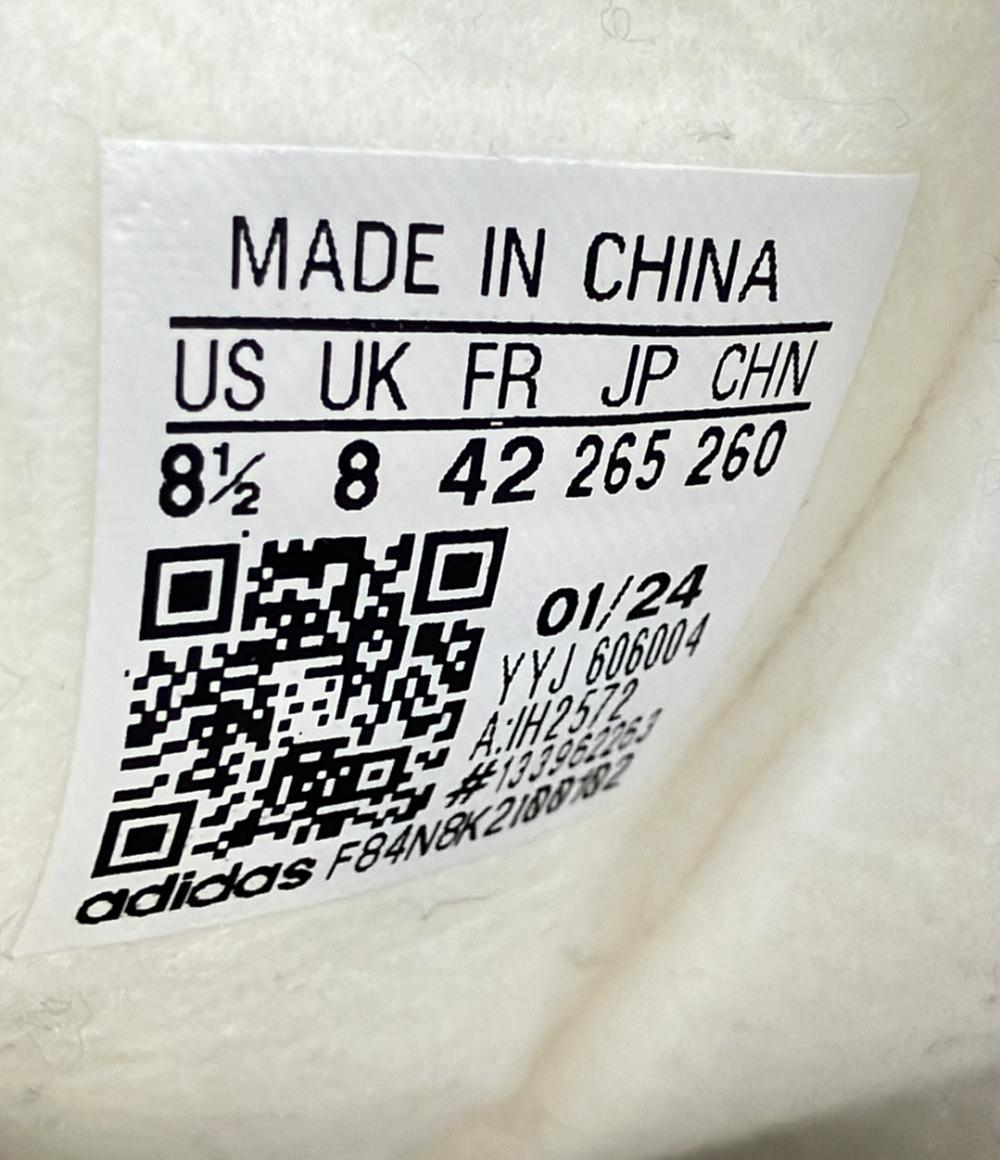 MADE IN CHINA
US UK FR JP CHN
8½ 8 42 265 260
01/24
YYJ 606004
A:IH2572
#133962263
adidas